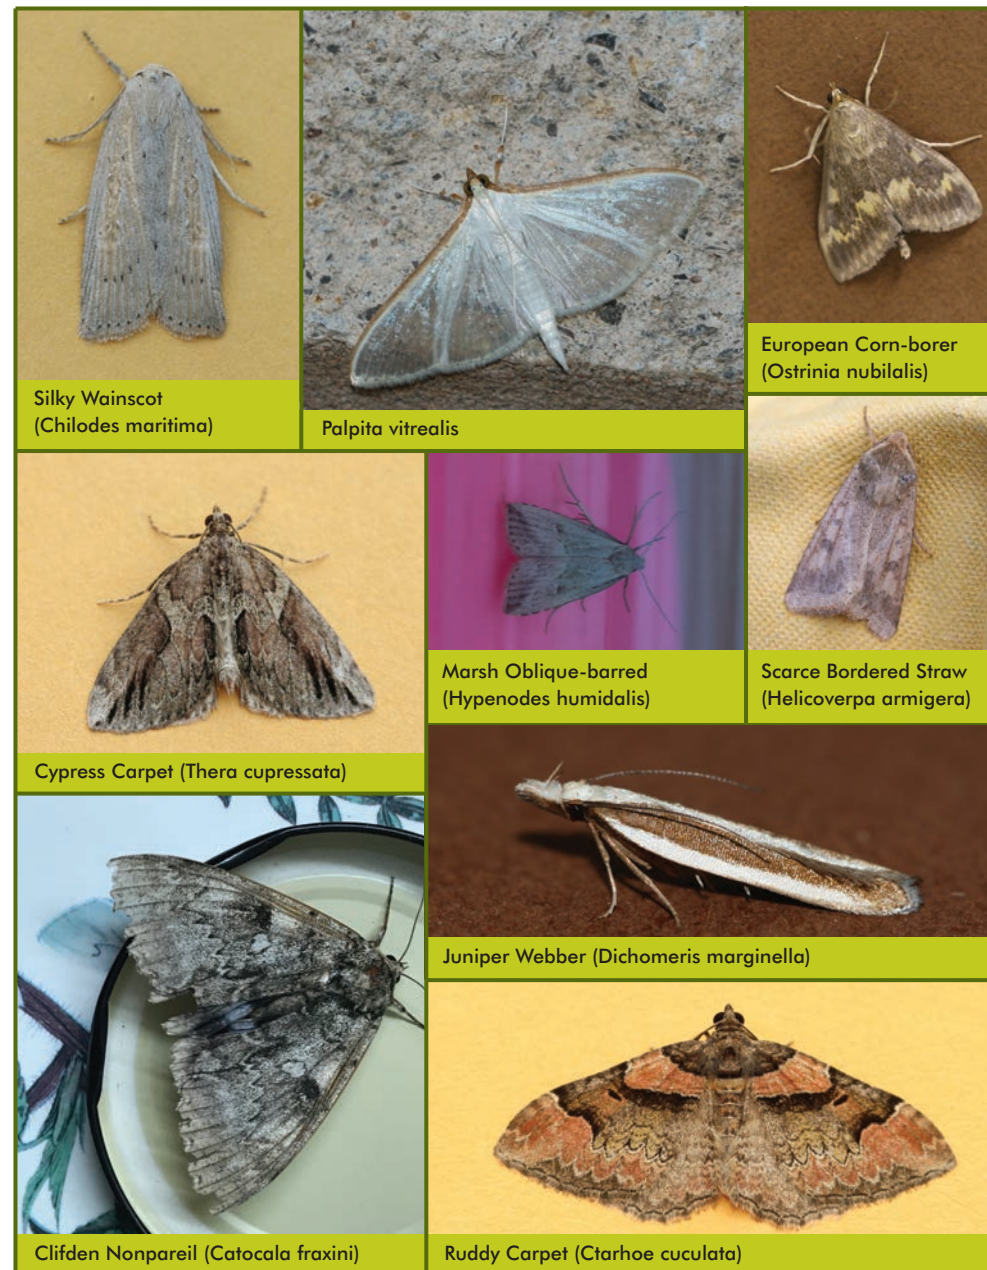 Silky Wainscot
(Chilodes maritima)
Palpita vitrealis
European Corn-borer
(Ostrinia nubilalis)
Cypress Carpet (Thera cupressata)
Marsh Oblique-barred
(Hypenodes humidalis)
Scarce Bordered Straw
(Helicoverpa armigera)
Juniper Webber (Dichomeris marginella)
Clifden Nonpareil (Catocala fraxini)
Ruddy Carpet (Ctarhoe cuculata)